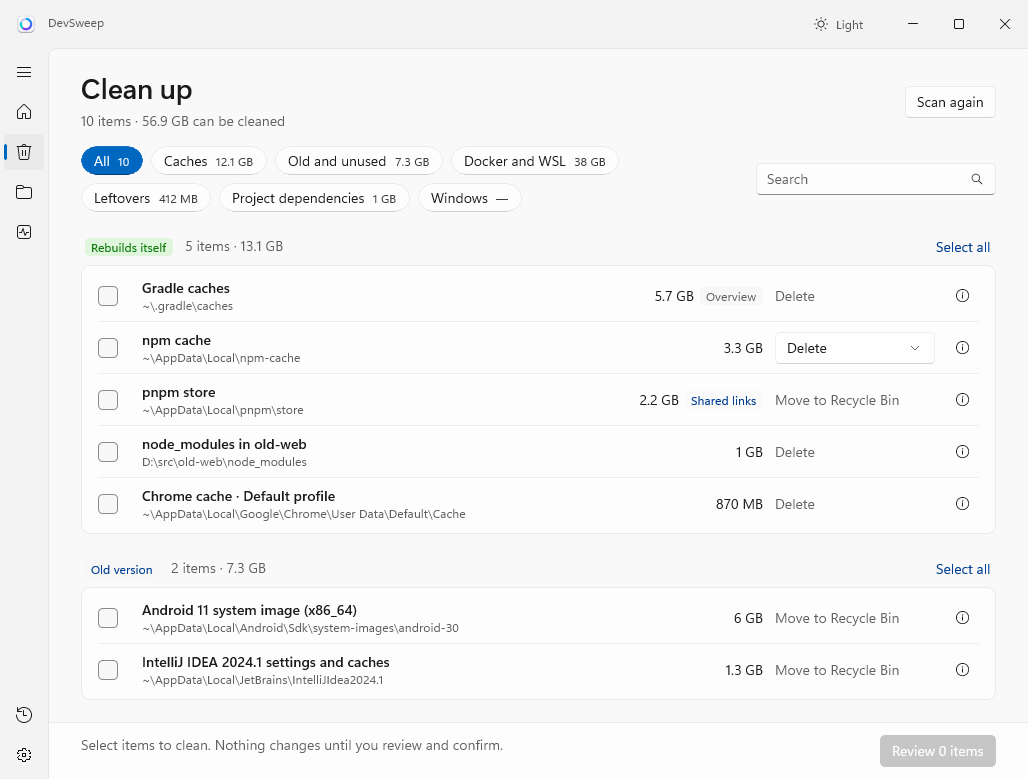 DevSweep
Light
Clean up
10 items · 56.9 GB can be cleaned
Scan again
All 10
Caches 12.1 GB
Old and unused 7.3 GB
Docker and WSL 38 GB
Leftovers 412 MB
Project dependencies 1 GB
Windows —
Search
Rebuilds itself 5 items · 13.1 GB Select all
Gradle caches
~\.gradle\caches
5.7 GB Overview Delete
npm cache
~\AppData\Local\npm-cache
3.3 GB Delete
pnpm store
~\AppData\Local\pnpm\store
2.2 GB Shared links Move to Recycle Bin
node_modules in old-web
D:\src\old-web\node_modules
1 GB Delete
Chrome cache · Default profile
~\AppData\Local\Google\Chrome\User Data\Default\Cache
870 MB Delete
Old version 2 items · 7.3 GB Select all
Android 11 system image (x86_64)
~\AppData\Local\Android\Sdk\system-images\android-30
6 GB Move to Recycle Bin
IntelliJ IDEA 2024.1 settings and caches
~\AppData\Local\JetBrains\IntelliJIdea2024.1
1.3 GB Move to Recycle Bin
Select items to clean. Nothing changes until you review and confirm.
Review 0 items